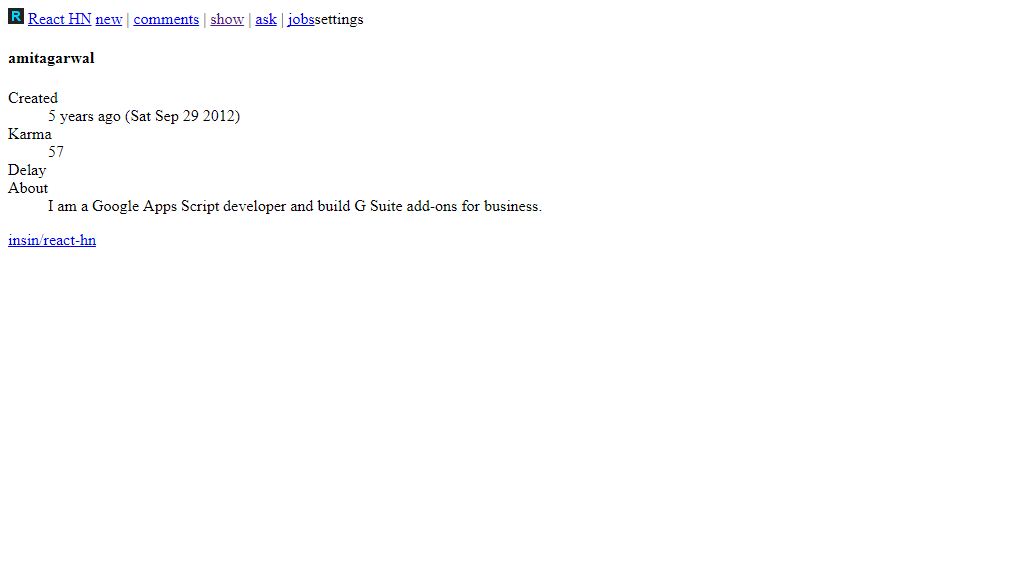 R React HN new | comments | show | ask | jobssettings
amitagarwal
Created
5 years ago (Sat Sep 29 2012)
Karma
57
Delay
About
I am a Google Apps Script developer and build G Suite add-ons for business.
insin/react-hn